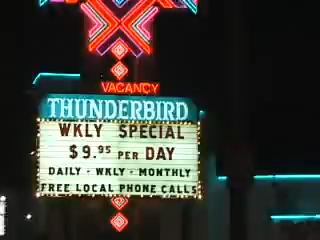 VACANCY
THUNDERBIRD
WKLY SPECIAL
$9.95 PER DAY
DAILY - WKLY - MONTHLY
FREE LOCAL PHONE CALLS